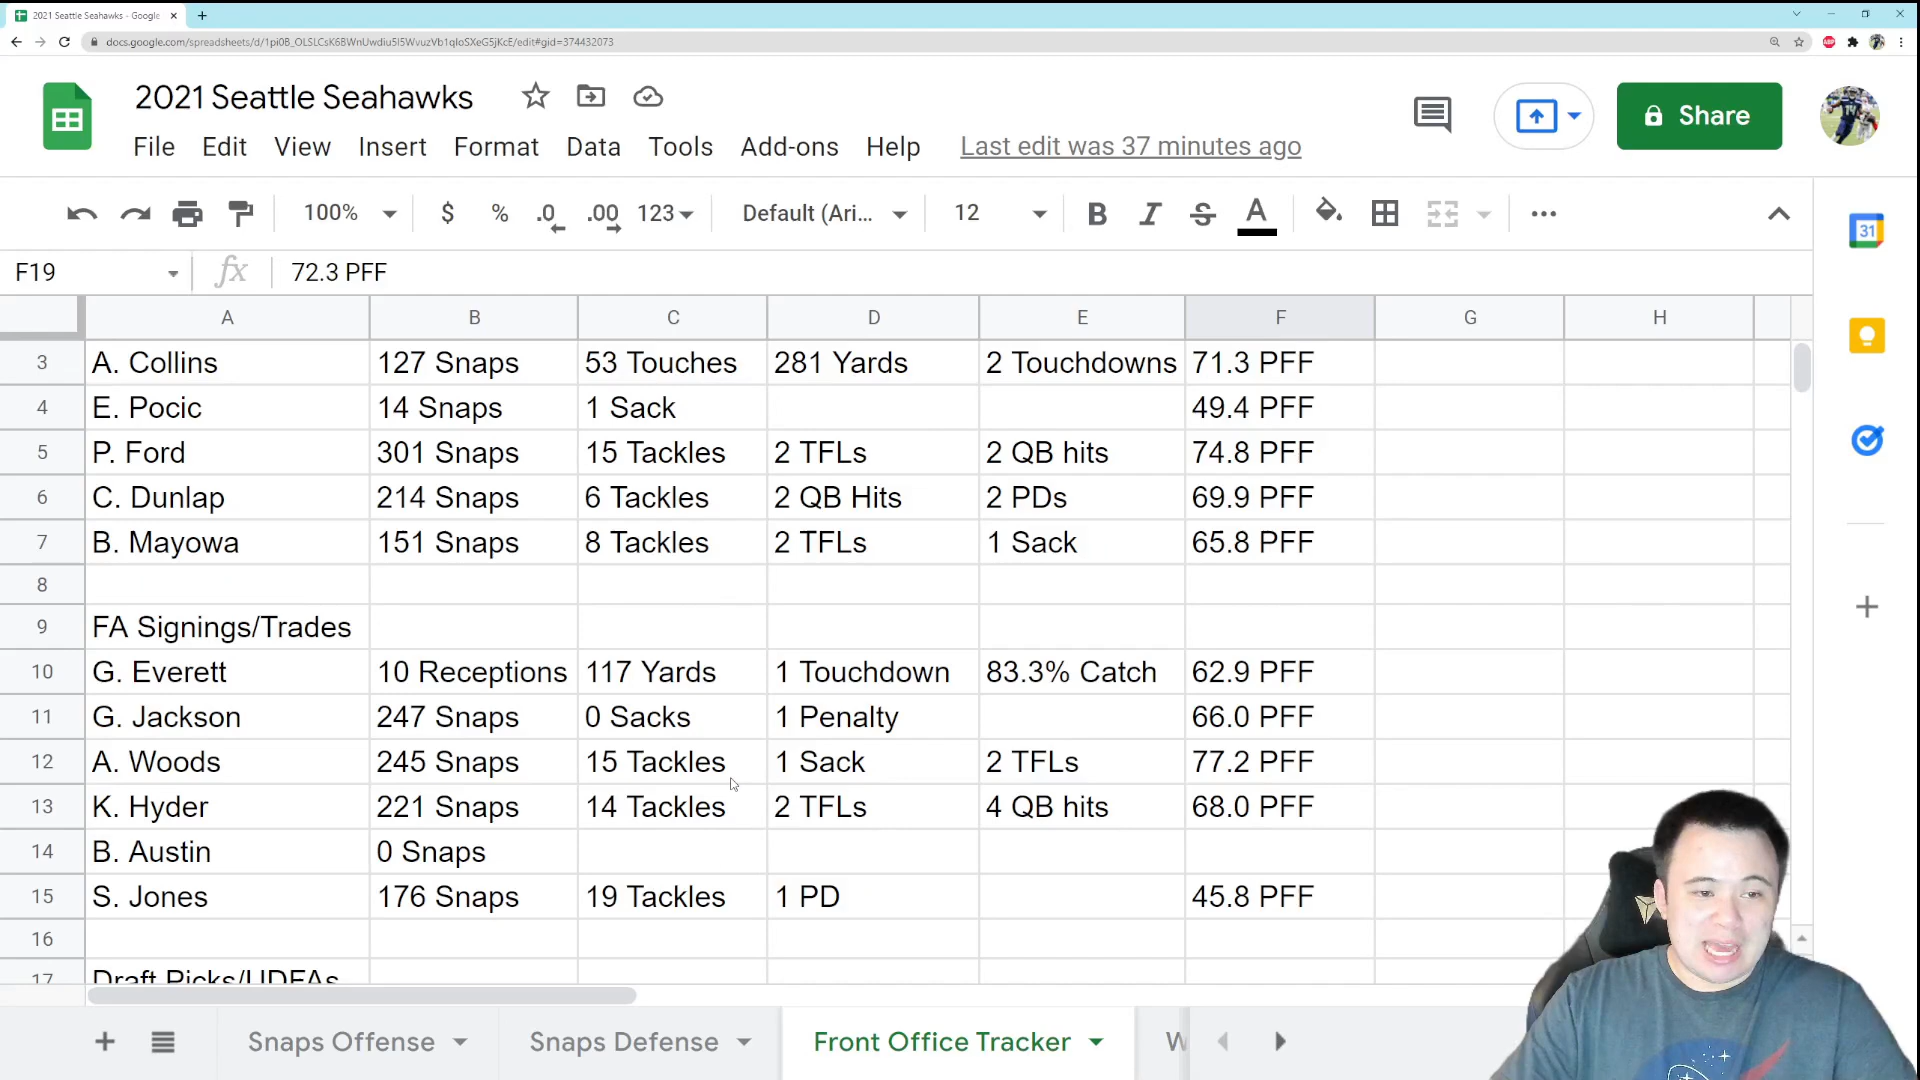 2021 Seattle Seahawks - Google
docs.google.com/spreadsheets/d/1pi0B_OLSLCsK6BWnUwdiu5I5WvuzVb1qIoSXeG5jKcE/edit#gid=374432073
2021 Seattle Seahawks
Share
File Edit View Insert Format Data Tools Add-ons Help Last edit was 37 minutes ago
100% $ % .0 .00 123 Default (Ari... 12 B I S A
31
F19 fx 72.3 PFF
A B C D E F G H
3 A. Collins 127 Snaps 53 Touches 281 Yards 2 Touchdowns 71.3 PFF
4 E. Pocic 14 Snaps 1 Sack 49.4 PFF
5 P. Ford 301 Snaps 15 Tackles 2 TFLs 2 QB hits 74.8 PFF
6 C. Dunlap 214 Snaps 6 Tackles 2 QB Hits 2 PDs 69.9 PFF
7 B. Mayowa 151 Snaps 8 Tackles 2 TFLs 1 Sack 65.8 PFF
8
9 FA Signings/Trades
10 G. Everett 10 Receptions 117 Yards 1 Touchdown 83.3% Catch 62.9 PFF
11 G. Jackson 247 Snaps 0 Sacks 1 Penalty 66.0 PFF
12 A. Woods 245 Snaps 15 Tackles 1 Sack 2 TFLs 77.2 PFF
13 K. Hyder 221 Snaps 14 Tackles 2 TFLs 4 QB hits 68.0 PFF
14 B. Austin 0 Snaps
15 S. Jones 176 Snaps 19 Tackles 1 PD 45.8 PFF
16
17 Draft Picks/UDFAs
Snaps Offense Snaps Defense Front Office Tracker